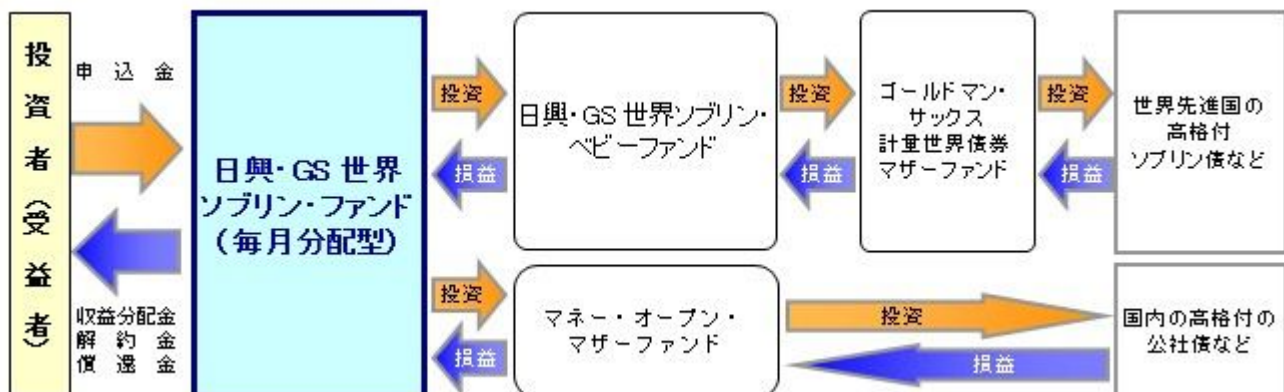 投資者(受益者)
申込金
収益分配金
解約金
償還金
日興・GS 世界
ソブリン・ファンド
(毎月分配型)
投資
損益
日興・GS 世界ソブリン・
ベビーファンド
投資
損益
ゴールドマン・
サックス
計量世界債券
マザーファンド
投資
損益
世界先進国の
高格付
ソブリン債など
投資
損益
マネー・オープン・
マザーファンド
投資
損益
国内の高格付の
公社債など